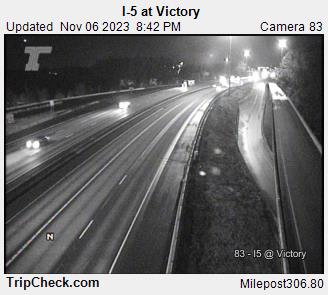 I-5 at Victory
Updated Nov 06 2023 8:42 PM Camera 83
T
N
83 - I5 @ Victory
TripCheck.com Milepost306.80